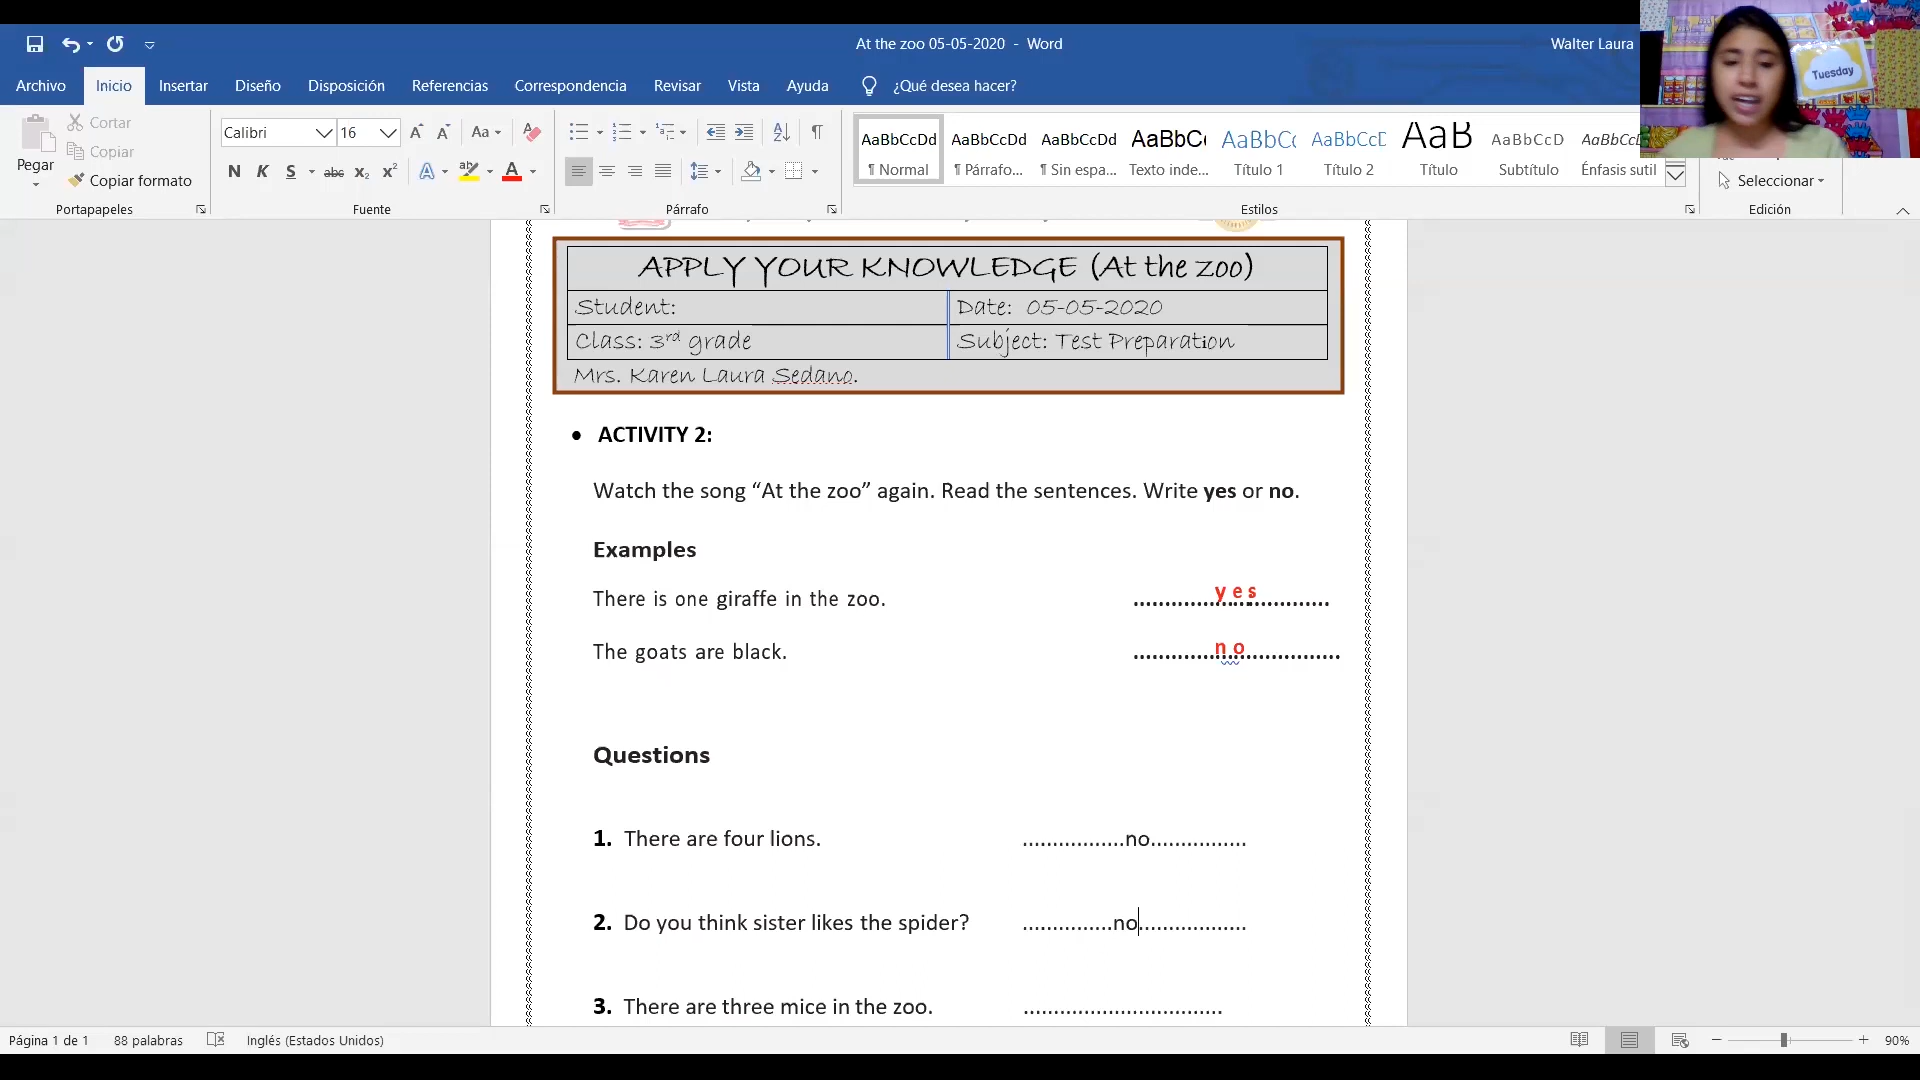 At the zoo 05-05-2020 - Word
Walter Laura
Archivo Inicio Insertar Diseño Disposición Referencias Correspondencia Revisar Vista Ayuda ¿Qué desea hacer?
Tuesday
Pegar
Cortar
Copiar
Copiar formato
Portapapeles
Calibri 16
N K S abc x₂ x²
Fuente
Párrafo
AaBbCcDd AaBbCcDd AaBbCcDd AaBbCc AaBbCc AaBbCcD AaB AaBbCcD AaBbCcD
¶ Normal ¶ Párrafo... ¶ Sin espa... Texto inde... Título 1 Título 2 Título Subtítulo Énfasis sutil
Estilos
Seleccionar
Edición
APPLY YOUR KNOWLEDGE (At the zoo)
Student: Date: 05-05-2020
Class: 3rd grade Subject: Test Preparation
Mrs. Karen Laura Sedano.
• ACTIVITY 2:
Watch the song “At the zoo” again. Read the sentences. Write yes or no.
Examples
There is one giraffe in the zoo. ..............yes..............
The goats are black. ..............no..............
Questions
1. There are four lions. .................no................
2. Do you think sister likes the spider? ...............no..................
3. There are three mice in the zoo. .................................
Página 1 de 1 88 palabras Inglés (Estados Unidos) 90%